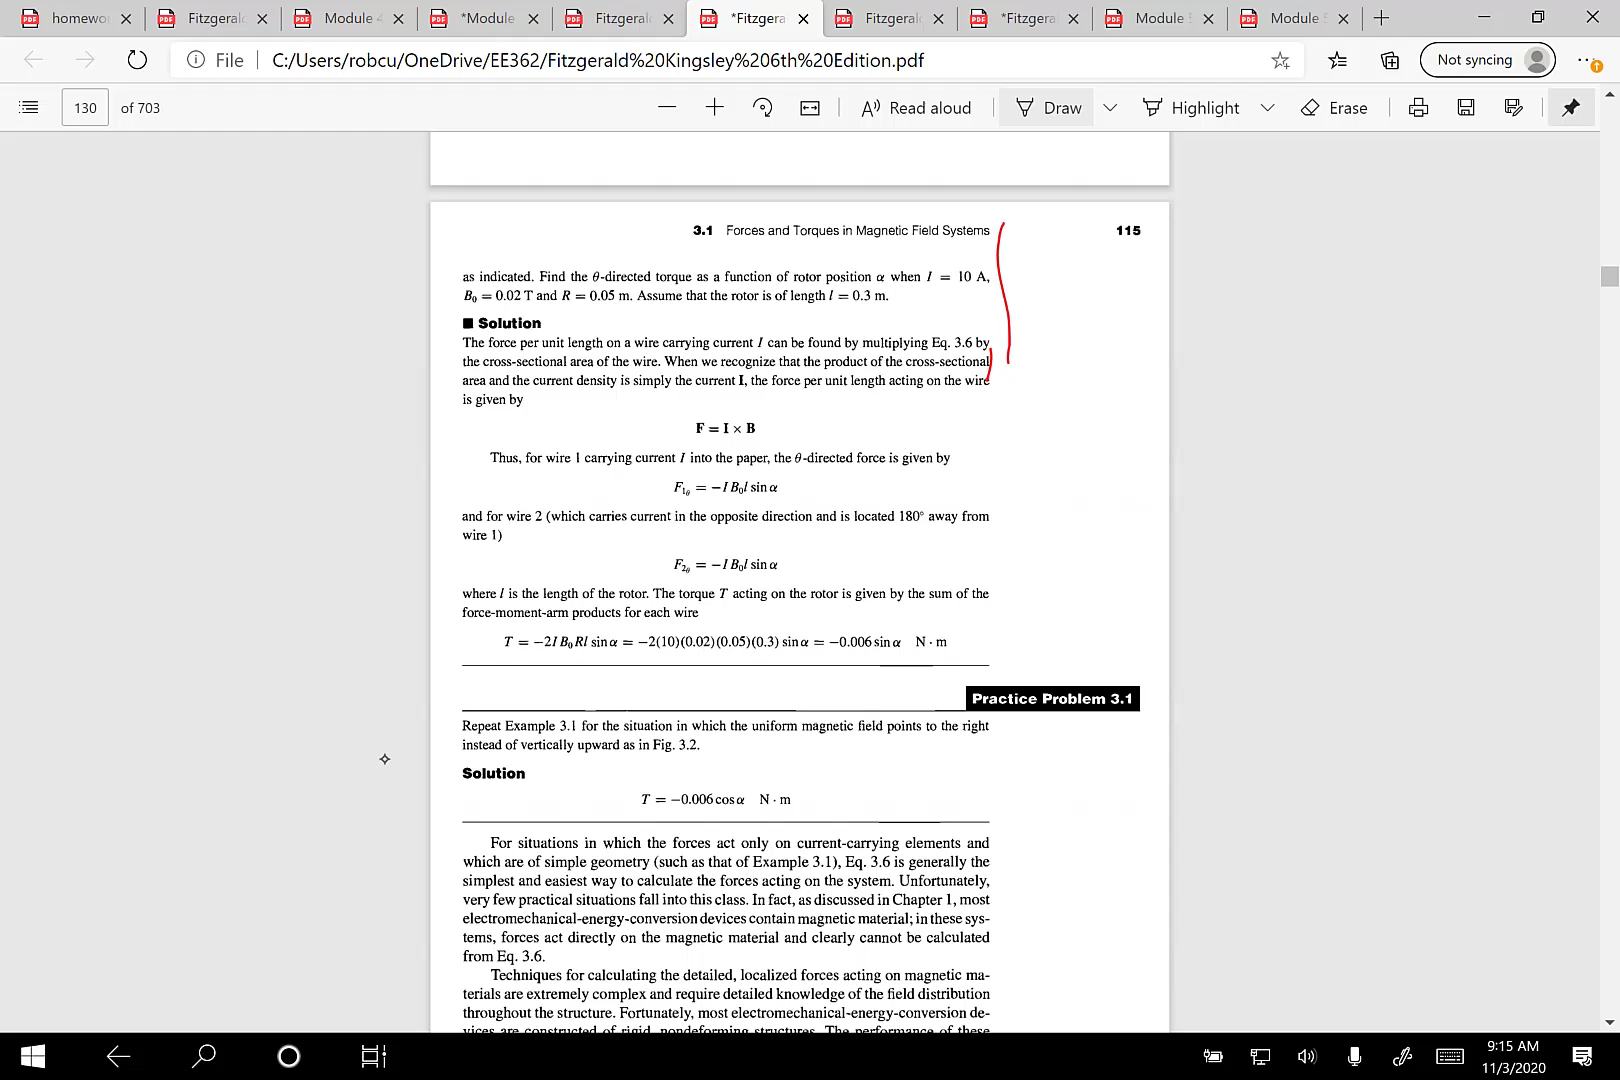 homewo
Fitzgeral
Module 4
*Module
Fitzgeral
*Fitzgera
Fitzgeral
*Fitzgera
Module
Module
File
C:/Users/robcu/OneDrive/EE362/Fitzgerald%20Kingsley%206th%20Edition.pdf
Not syncing
130 of 703
Read aloud
Draw
Highlight
Erase
3.1 Forces and Torques in Magnetic Field Systems 115
as indicated. Find the θ-directed torque as a function of rotor position α when I = 10 A,
B₀ = 0.02 T and R = 0.05 m. Assume that the rotor is of length l = 0.3 m.
■ Solution
The force per unit length on a wire carrying current I can be found by multiplying Eq. 3.6 by
the cross-sectional area of the wire. When we recognize that the product of the cross-sectional
area and the current density is simply the current I, the force per unit length acting on the wire
is given by
F = I × B
Thus, for wire 1 carrying current I into the paper, the θ-directed force is given by
F₁θ = −I B₀l sin α
and for wire 2 (which carries current in the opposite direction and is located 180° away from
wire 1)
F₂θ = −I B₀l sin α
where l is the length of the rotor. The torque T acting on the rotor is given by the sum of the
force-moment-arm products for each wire
T = −2I B₀Rl sin α = −2(10)(0.02)(0.05)(0.3) sin α = −0.006 sin α N · m
Practice Problem 3.1
Repeat Example 3.1 for the situation in which the uniform magnetic field points to the right
instead of vertically upward as in Fig. 3.2.
Solution
T = −0.006 cos α N · m
For situations in which the forces act only on current-carrying elements and
which are of simple geometry (such as that of Example 3.1), Eq. 3.6 is generally the
simplest and easiest way to calculate the forces acting on the system. Unfortunately,
very few practical situations fall into this class. In fact, as discussed in Chapter 1, most
electromechanical-energy-conversion devices contain magnetic material; in these sys-
tems, forces act directly on the magnetic material and clearly cannot be calculated
from Eq. 3.6.
Techniques for calculating the detailed, localized forces acting on magnetic ma-
terials are extremely complex and require detailed knowledge of the field distribution
throughout the structure. Fortunately, most electromechanical-energy-conversion de-
vices are constructed of rigid, nondeforming structures. The performance of these
9:15 AM
11/3/2020